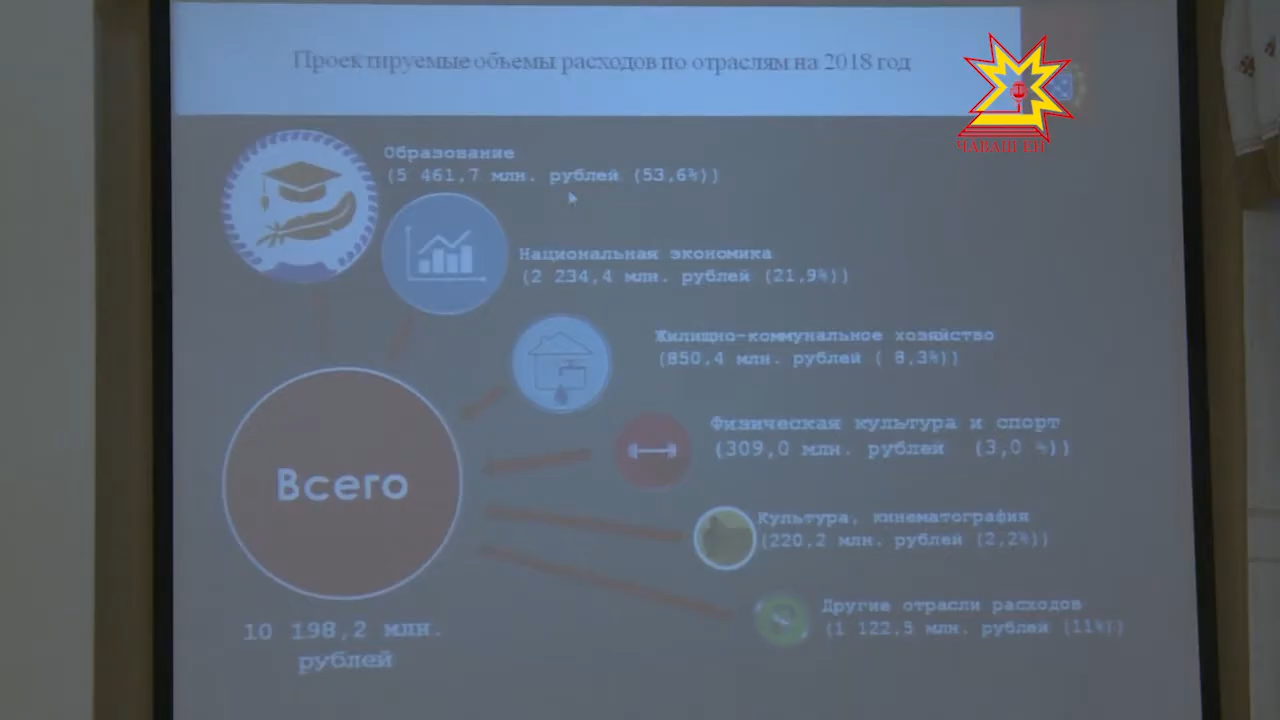 Проектируемые объемы расходов по отраслям на 2018 год
ЧĂВАШ ЕН
Образование
(5 461,7 млн. рублей (53,6%))
Национальная экономика
(2 234,4 млн. рублей (21,9%))
Жилищно-коммунальное хозяйство
(850,4 млн. рублей ( 8,3%))
Физическая культура и спорт
(309,0 млн. рублей (3,0 %))
Всего
Культура, кинематография
(220,2 млн. рублей (2,2%))
Другие отрасли расходов
(1 122,5 млн. рублей (11%))
10 198,2 млн.
рублей